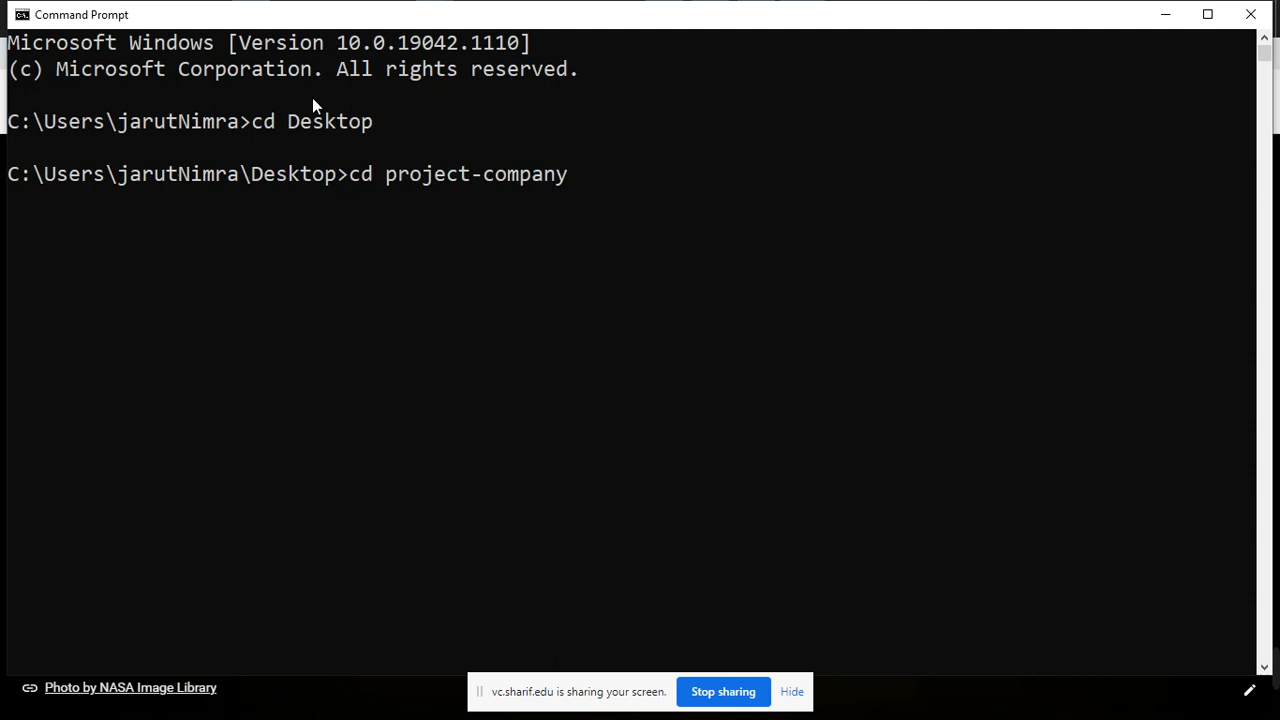 Command Prompt
Microsoft Windows [Version 10.0.19042.1110]
(c) Microsoft Corporation. All rights reserved.
C:\Users\jarutNimra>cd Desktop
C:\Users\jarutNimra\Desktop>cd project-company
Photo by NASA Image Library
vc.sharif.edu is sharing your screen. Stop sharing Hide